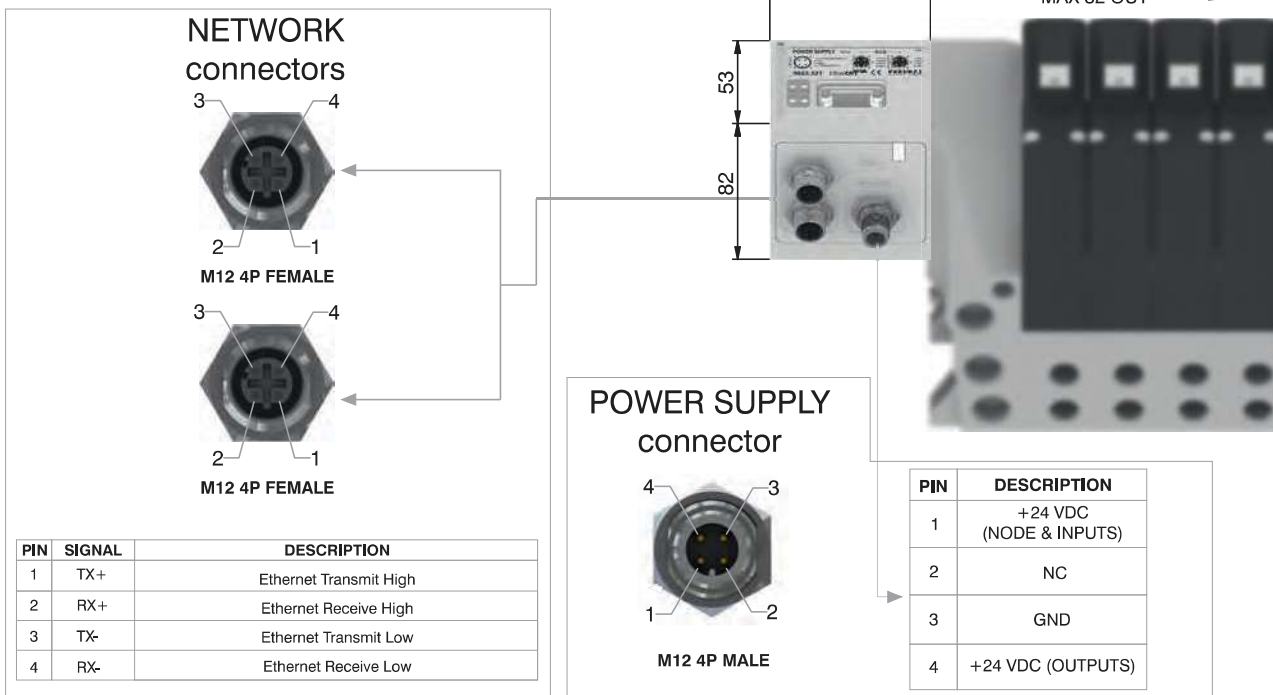 NETWORK
connectors
3 4
2 1
M12 4P FEMALE
3 4
2 1
M12 4P FEMALE
PIN SIGNAL DESCRIPTION
1 TX+ Ethernet Transmit High
2 RX+ Ethernet Receive High
3 TX- Ethernet Transmit Low
4 RX- Ethernet Receive Low
53
82
POWER SUPPLY
POWER SUPPLY
connector
4 3
1 2
M12 4P MALE
PIN DESCRIPTION
1 +24 VDC
(NODE & INPUTS)
2 NC
3 GND
4 +24 VDC (OUTPUTS)